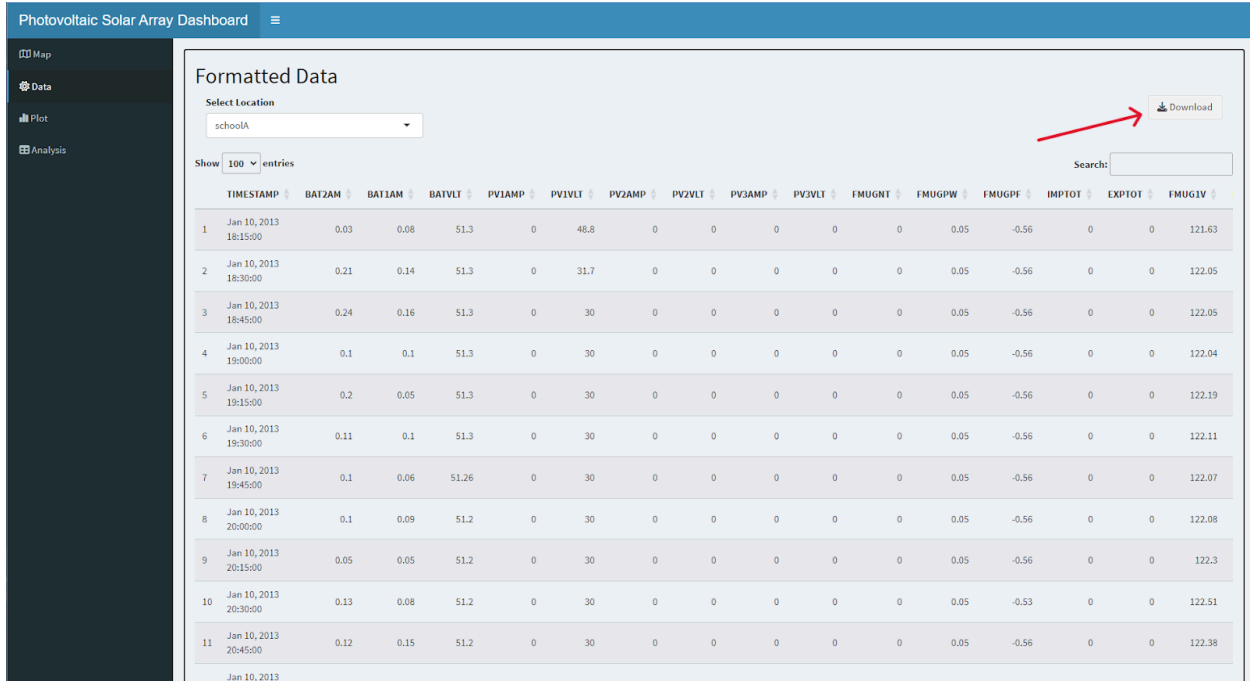 Photovoltaic Solar Array Dashboard
Map
Data
Plot
Analysis
Formatted Data
Select Location
schoolA
Download
Show 100 entries
Search:
TIMESTAMP BAT2AM BAT1AM BATVLT PV1AMP PV1VLT PV2AMP PV2VLT PV3AMP PV3VLT FMUGNT FMUGPW FMUGPF IMPTOT EXPTOT FMUG1V
1 Jan 10, 2013 18:15:00 0.03 0.08 51.3 0 48.8 0 0 0 0 0 0.05 -0.56 0 0 121.63
2 Jan 10, 2013 18:30:00 0.21 0.14 51.3 0 31.7 0 0 0 0 0 0.05 -0.56 0 0 122.05
3 Jan 10, 2013 18:45:00 0.24 0.16 51.3 0 30 0 0 0 0 0 0.05 -0.56 0 0 122.05
4 Jan 10, 2013 19:00:00 0.1 0.1 51.3 0 30 0 0 0 0 0 0.05 -0.56 0 0 122.04
5 Jan 10, 2013 19:15:00 0.2 0.05 51.3 0 30 0 0 0 0 0 0.05 -0.56 0 0 122.19
6 Jan 10, 2013 19:30:00 0.11 0.1 51.3 0 30 0 0 0 0 0 0.05 -0.56 0 0 122.11
7 Jan 10, 2013 19:45:00 0.1 0.06 51.26 0 30 0 0 0 0 0 0.05 -0.56 0 0 122.07
8 Jan 10, 2013 20:00:00 0.1 0.09 51.2 0 30 0 0 0 0 0 0.05 -0.56 0 0 122.08
9 Jan 10, 2013 20:15:00 0.05 0.05 51.2 0 30 0 0 0 0 0 0.05 -0.56 0 0 122.3
10 Jan 10, 2013 20:30:00 0.13 0.08 51.2 0 30 0 0 0 0 0 0.05 -0.53 0 0 122.51
11 Jan 10, 2013 20:45:00 0.12 0.15 51.2 0 30 0 0 0 0 0 0.05 -0.56 0 0 122.38
Jan 10, 2013